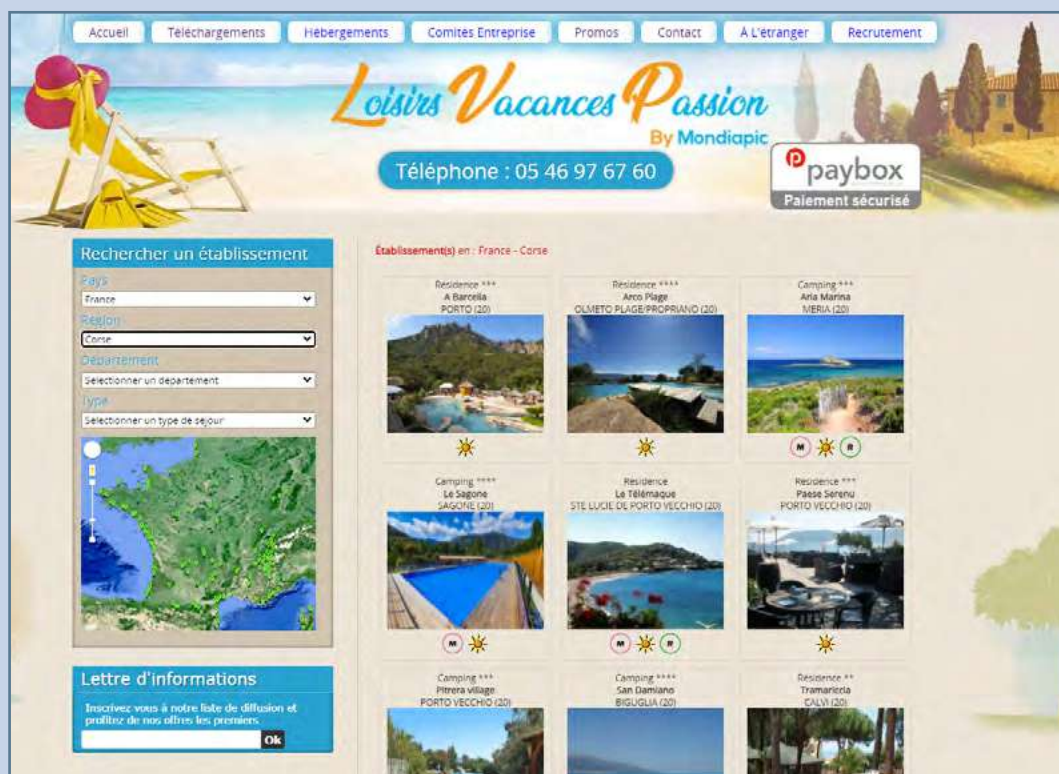 Accueil
Téléchargements
Hébergements
Comités Entreprise
Promos
Contact
A L'étranger
Recrutement
Loisirs Vacances Passion
By Mondiapic
Téléphone : 05 46 97 67 60
paybox
Paiement sécurisé
Rechercher un établissement
Pays
France
Région
Corse
Département
Sélectionner un département
Type
Sélectionner un type de séjour
Lettre d'informations
Inscrivez vous à notre liste de diffusion et
profitez de nos offres les premiers
Ok
Établissement(s) en : France - Corse
Résidence ***
A Barcella
PORTO (20)
Résidence ****
Arco Plage
OLMETO PLAGE/PROPRIANO (20)
Camping ***
Aria Marina
MERIA (20)
M
R
Camping ****
Le Sagone
SAGONE (20)
M
Résidence
Le Télémaque
STE LUCIE DE PORTO VECCHIO (20)
M
R
Résidence ***
Paese Serenu
PORTO VECCHIO (20)
Camping ***
Pitrera village
PORTO VECCHIO (20)
Camping ****
San Damiano
BIGUGLIA (20)
Résidence **
Tramariccia
CALVI (20)